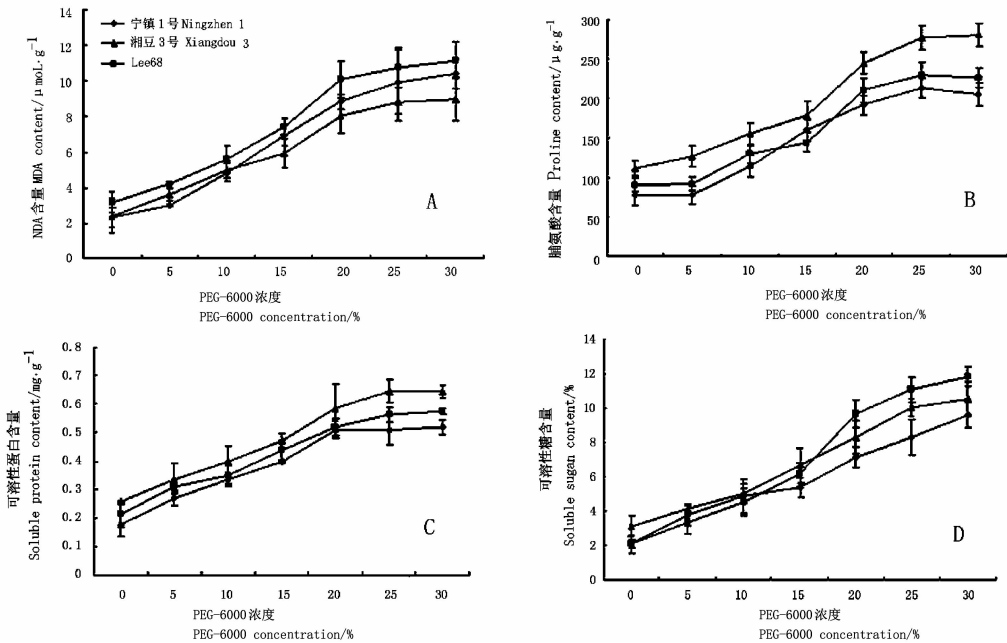 14
12
10
8
6
4
2
0
NDA含量 MDA content/μmoL·g⁻¹
宁镇1号Ningzhen 1
湘豆3号 Xiangdou 3
Lee68
A
0 5 10 15 20 25 30
PEG-6000浓度
PEG-6000 concentration/%
300
250
200
150
100
50
0
脯氨酸含量 Proline content/μg·g⁻¹
B
0 5 10 15 20 25 30
PEG-6000浓度
PEG-6000 concentration/%
0.8
0.7
0.6
0.5
0.4
0.3
0.2
0.1
0
可溶性蛋白含量
Soluble protein content/mg·g⁻¹
C
0 5 10 15 20 25 30
PEG-6000浓度
PEG-6000 concentration/%
14
12
10
8
6
4
2
0
可溶性糖含量
Soluble sugan content/%
D
0 5 10 15 20 25 30
PEG-6000浓度
PEG-6000 concentration/%